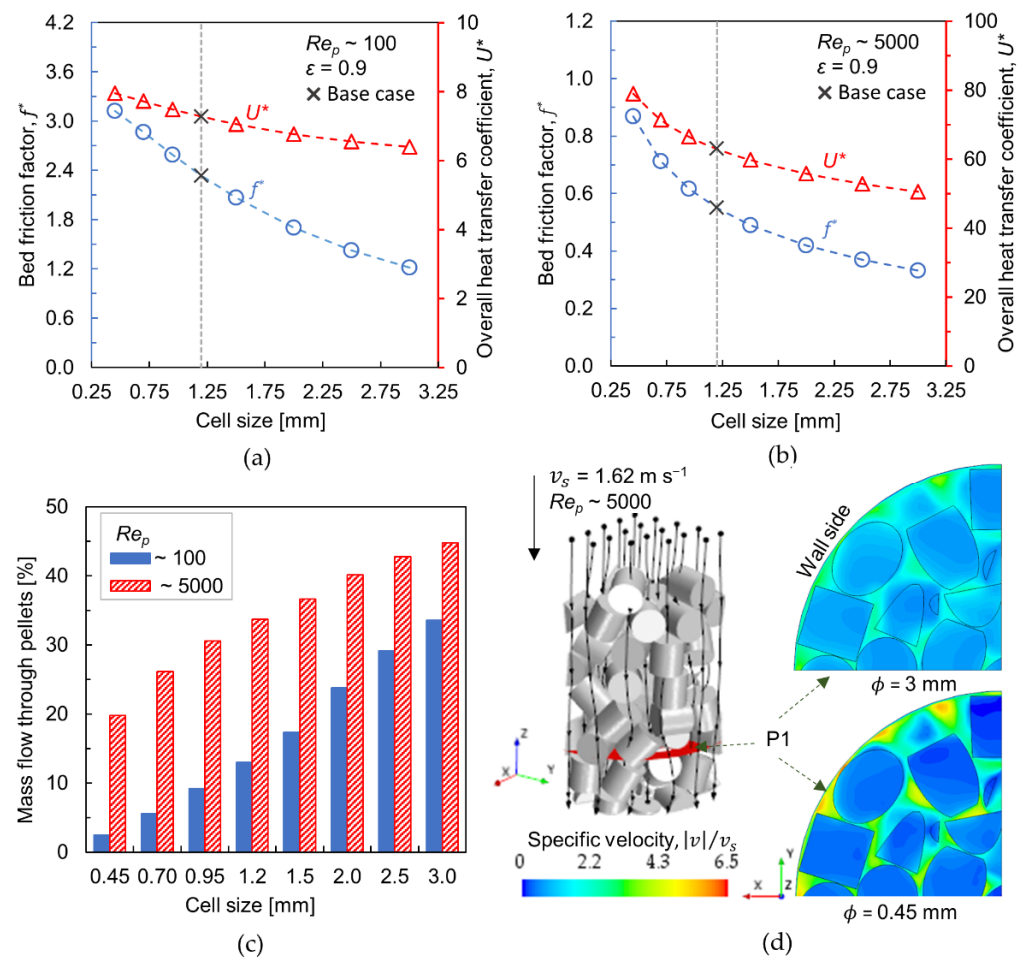 4.2
3.6
3.0
2.4
1.8
1.2
0.6
0.0
Bed friction factor, f*
10
8
6
4
2
0
Overall heat transfer coefficient, U*
Re_p ~ 100
ε = 0.9
× Base case
U*
f*
0.25 0.75 1.25 1.75 2.25 2.75 3.25
Cell size [mm]
(a)
1.2
1.0
0.8
0.6
0.4
0.2
0.0
Bed friction factor, f*
100
80
60
40
20
0
Overall heat transfer coefficient, U*
Re_p ~ 5000
ε = 0.9
× Base case
U*
f*
0.25 0.75 1.25 1.75 2.25 2.75 3.25
Cell size [mm]
(b)
50
40
30
20
10
0
Mass flow through pellets [%]
Re_p
~ 100
~ 5000
0.45 0.70 0.95 1.2 1.5 2.0 2.5 3.0
Cell size [mm]
(c)
v_s = 1.62 m s⁻¹
Re_p ~ 5000
Z
X
Y
Wall side
ϕ = 3 mm
P1
Specific velocity, |v|/v_s
0 2.2 4.3 6.5
Y
X
Z
ϕ = 0.45 mm
(d)